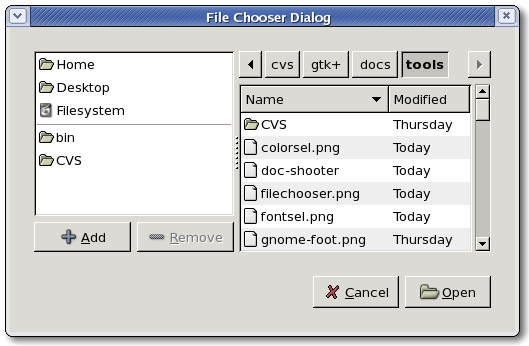 File Chooser Dialog
Home
Desktop
Filesystem
bin
CVS
Add
Remove
cvs
gtk+
docs
tools
Name Modified
CVS Thursday
colorsel.png Today
doc-shooter Today
filechooser.png Today
fontsel.png Today
gnome-foot.png Thursday
Cancel
Open